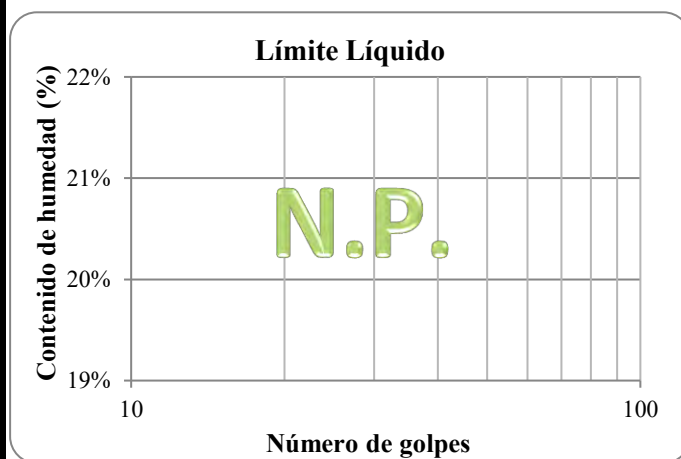 Límite Líquido
Contenido de humedad (%)
22%
21%
20%
19%
N.P.
10
100
Número de golpes